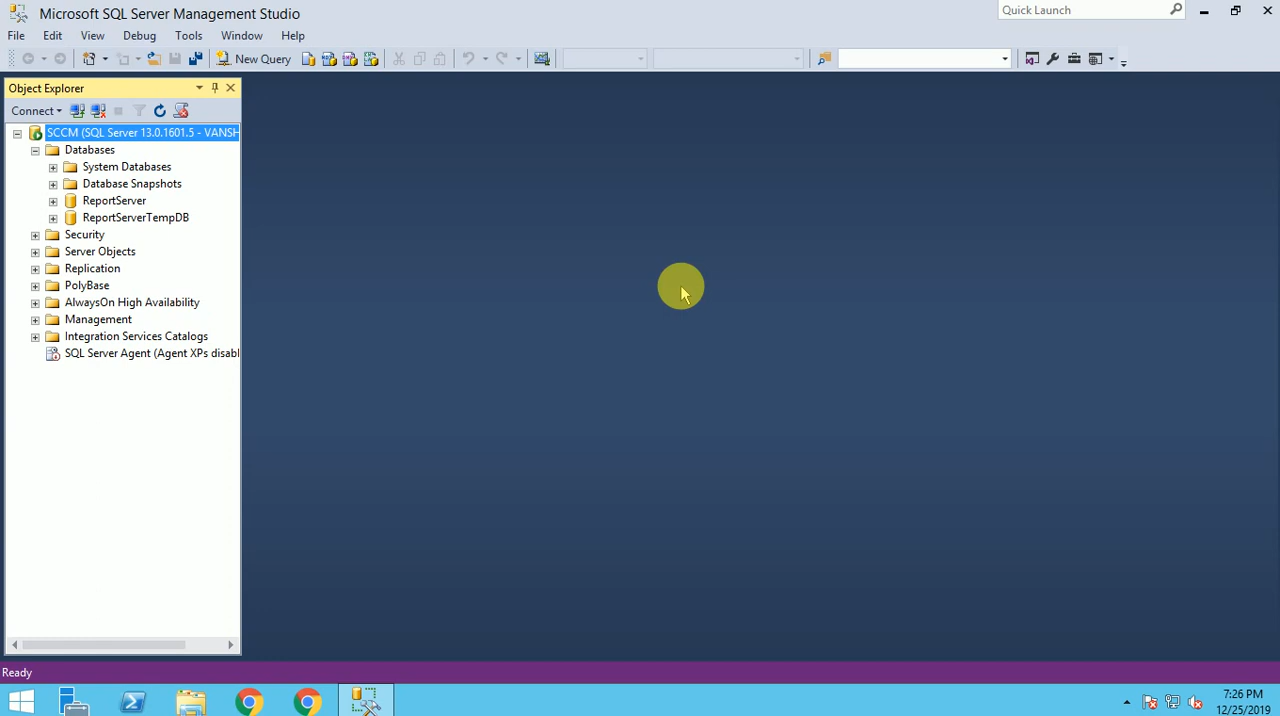 Microsoft SQL Server Management Studio
Quick Launch
File Edit View Debug Tools Window Help
New Query
Object Explorer
Connect
SCCM (SQL Server 13.0.1601.5 - VANSH
Databases
System Databases
Database Snapshots
ReportServer
ReportServerTempDB
Security
Server Objects
Replication
PolyBase
AlwaysOn High Availability
Management
Integration Services Catalogs
SQL Server Agent (Agent XPs disabl
Ready
7:26 PM
12/25/2019